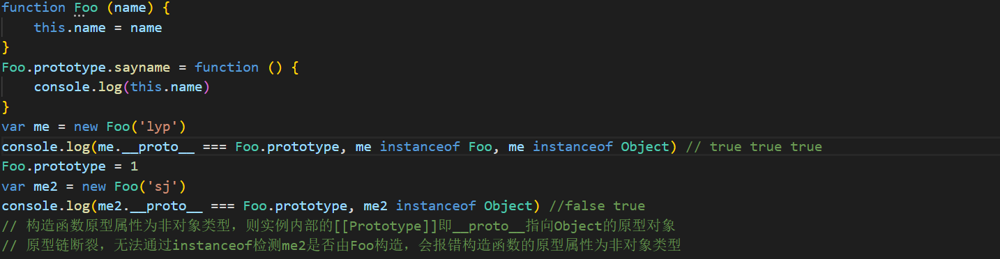 function Foo (name) {
    this.name = name
}
Foo.prototype.sayname = function () {
    console.log(this.name)
}
var me = new Foo('lyp')
console.log(me.__proto__ === Foo.prototype, me instanceof Foo, me instanceof Object) // true true true
Foo.prototype = 1
var me2 = new Foo('sj')
console.log(me2.__proto__ === Foo.prototype, me2 instanceof Object) //false true
// 构造函数原型属性为非对象类型，则实例内部的[[Prototype]]即__proto__指向Object的原型对象
// 原型链断裂，无法通过instanceof检测me2是否由Foo构造，会报错构造函数的原型属性为非对象类型